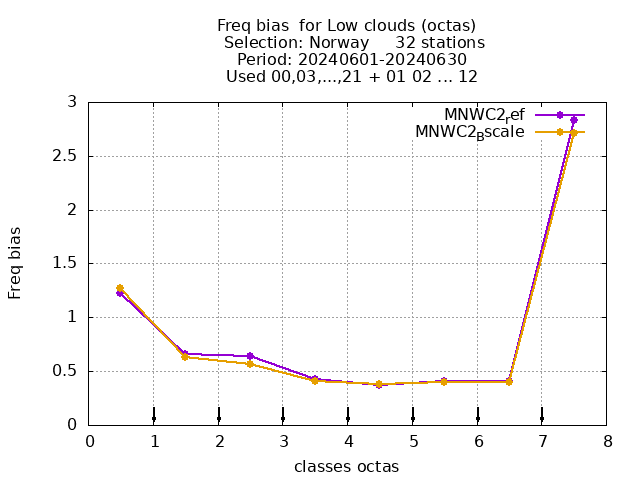 Freq bias  for Low clouds (octas)
Selection: Norway     32 stations
Period: 20240601-20240630
Used 00,03,...,21 + 01 02 ... 12
MNWC2ref
MNWC2Bscale
3
2.5
2
1.5
1
0.5
0
Freq bias
0 1 2 3 4 5 6 7 8
classes octas